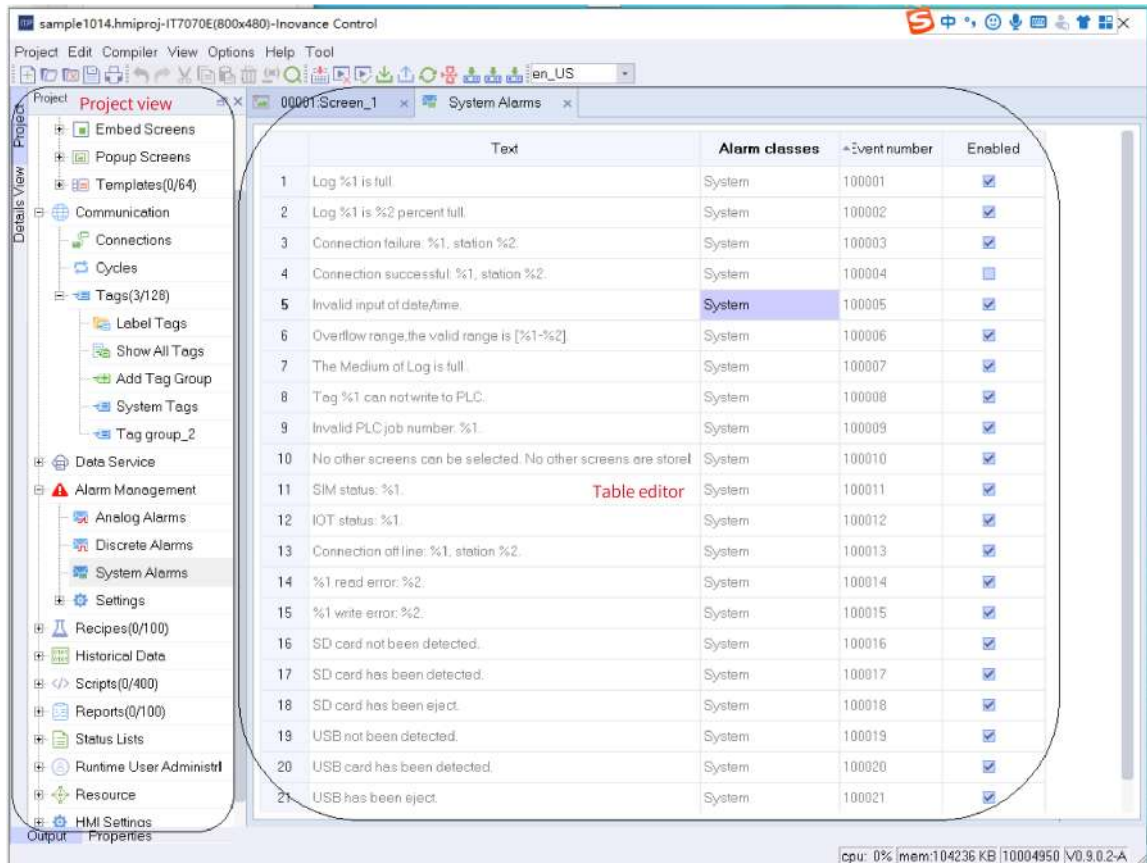 sample1014.hmiproj-IT7070E(800x480)-Inovance Control
中
Project Edit Compiler View Options Help Tool
en_US
Project
Details View
Project
Project view
Embed Screens
Popup Screens
Templates(0/64)
Communication
Connections
Cycles
Tags(3/128)
Label Tags
Show All Tags
Add Tag Group
System Tags
Tag group_2
Data Service
Alarm Management
Analog Alarms
Discrete Alarms
System Alarms
Settings
Recipes(0/100)
Historical Data
Scripts(0/400)
Reports(0/100)
Status Lists
Runtime User Administrl
Resource
HMI Settings
Output Properties
00001:Screen_1 × System Alarms ×
Text Alarm classes Event number Enabled
1 Log %1 is full. System 100001
2 Log %1 is %2 percent full. System 100002
3 Connection failure: %1, station %2. System 100003
4 Connection successful: %1, station %2. System 100004
5 Invalid input of date/time. System 100005
6 Overflow range,the valid range is [%1-%2]. System 100006
7 The Medium of Log is full. System 100007
8 Tag %1 can not write to PLC. System 100008
9 Invalid PLC job number: %1. System 100009
10 No other screens can be selected. No other screens are storel System 100010
11 SIM status: %1. System 100011
Table editor
12 IOT status: %1. System 100012
13 Connection off line: %1, station %2. System 100013
14 %1 read error: %2. System 100014
15 %1 write error: %2. System 100015
16 SD card not been detected. System 100016
17 SD card has been detected. System 100017
18 SD card has been eject. System 100018
19 USB not been detected. System 100019
20 USB card has been detected. System 100020
21 USB has been eject. System 100021
cpu: 0% mem:104236 KB 10004950 V0.9.0.2-A